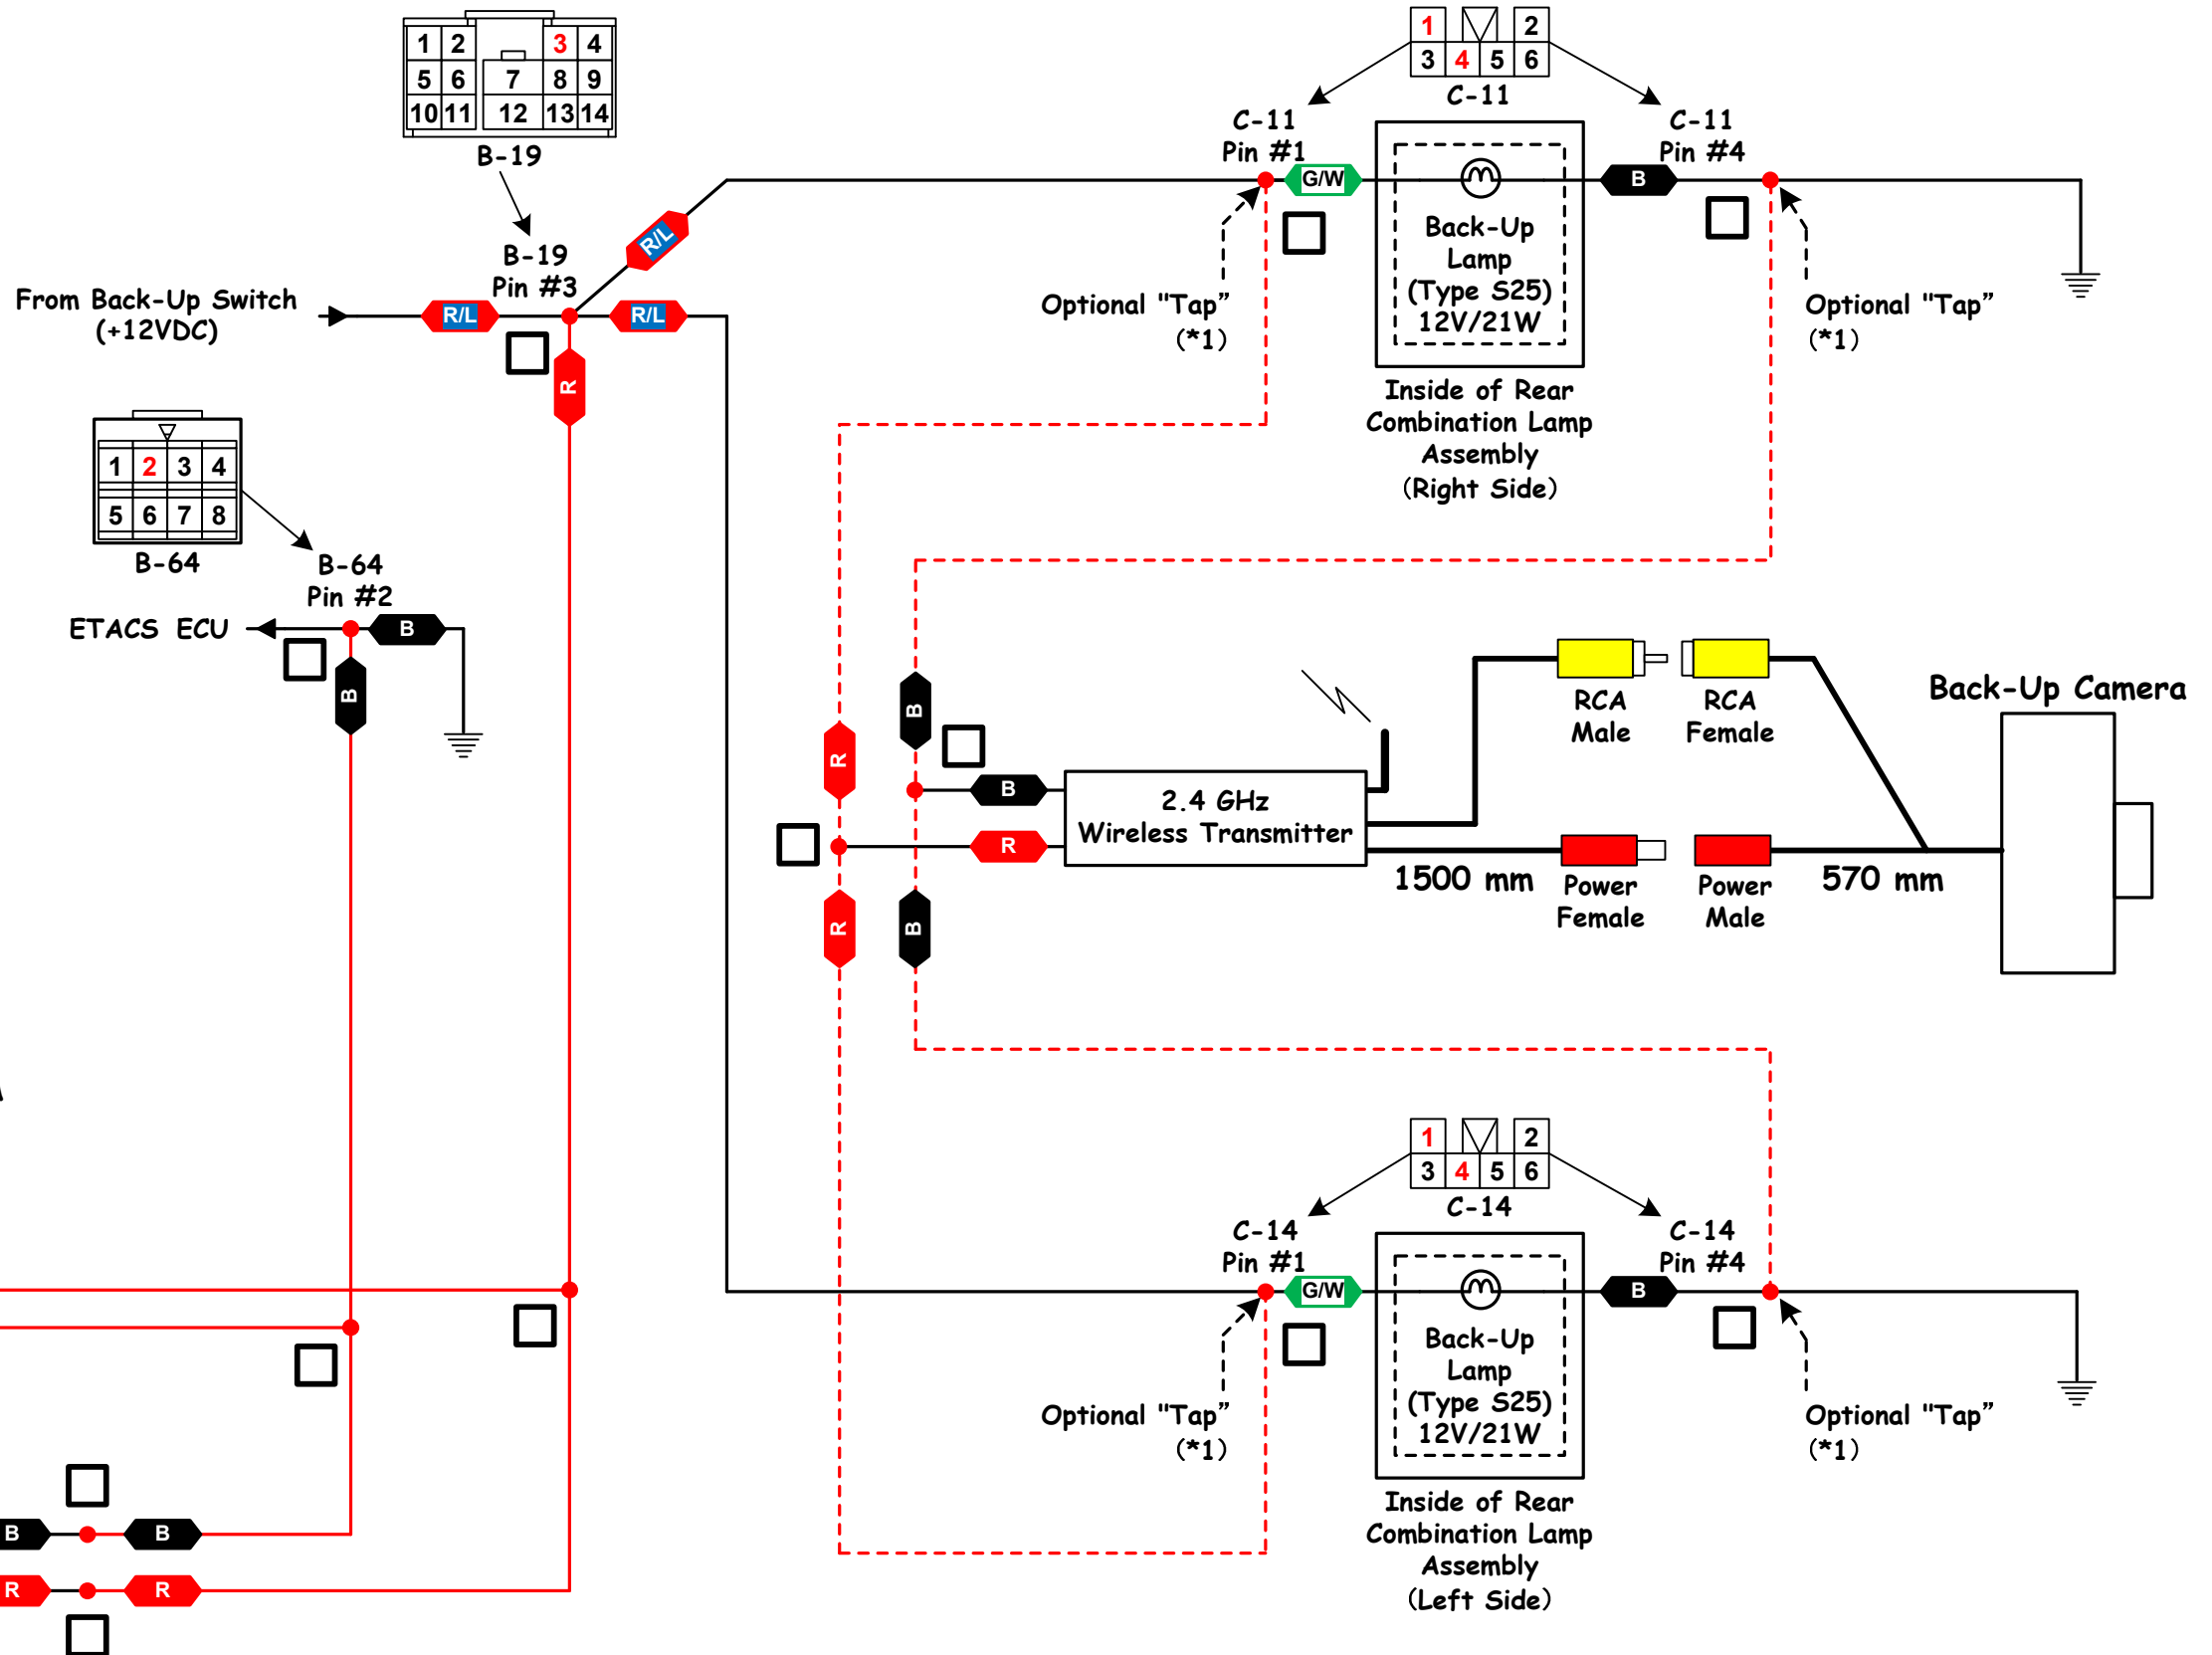 1 2 3 4
5 6 7 8 9
10 11 12 13 14
B-19
B-19
Pin #3
From Back-Up Switch
(+12VDC)
R/L
R/L
R/L
R
1 2
3 4 5 6
C-11
C-11
Pin #1
C-11
Pin #4
G/W
B
Back-Up
Lamp
(Type S25)
12V/21W
Optional "Tap”
(*1)
Optional "Tap”
(*1)
Inside of Rear
Combination Lamp
Assembly
(Right Side)
1 2 3 4
5 6 7 8
B-64
B-64
Pin #2
ETACS ECU
B
B
B
R
B
R
2.4 GHz
Wireless Transmitter
R
B
RCA
Male
RCA
Female
Back-Up Camera
1500 mm
Power
Female
Power
Male
570 mm
1 2
3 4 5 6
C-14
C-14
Pin #1
C-14
Pin #4
G/W
B
Back-Up
Lamp
(Type S25)
12V/21W
Optional "Tap”
(*1)
Optional "Tap”
(*1)
Inside of Rear
Combination Lamp
Assembly
(Left Side)
B
B
R
R